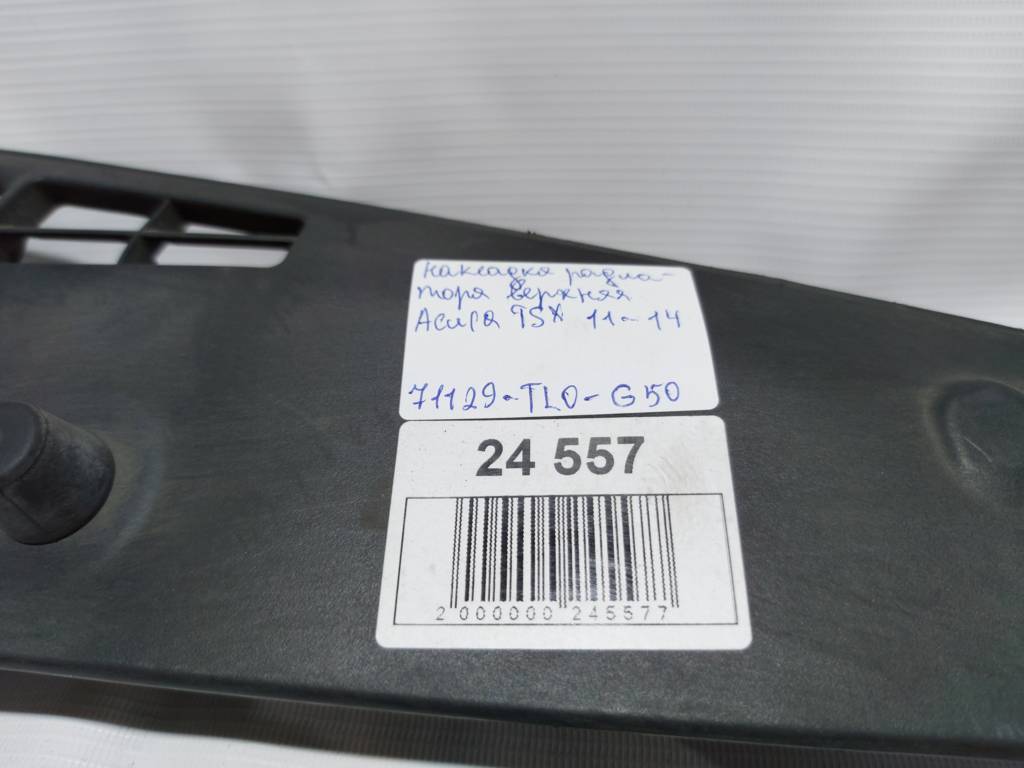 накладка радиа-
тора верхняя
Acura TSX 11-14
71129-TL0-G50
24 557
2 000000 245577